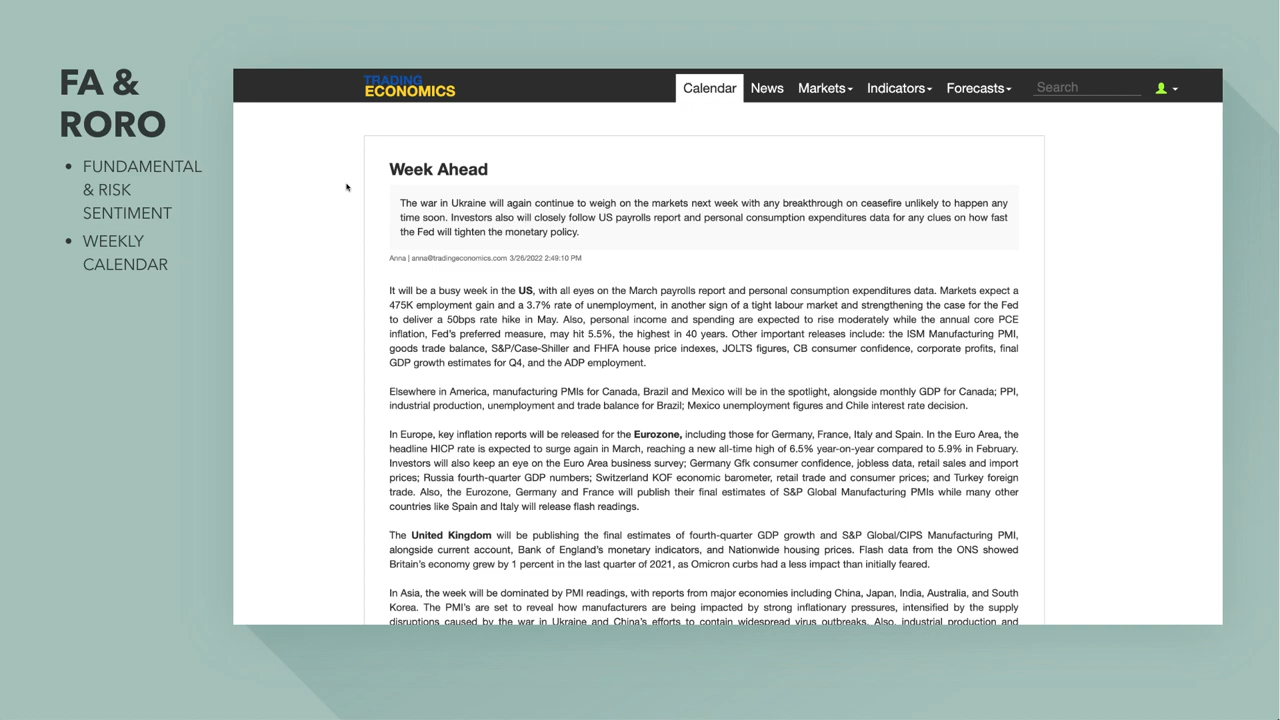 FA &
RORO
• FUNDAMENTAL
& RISK
SENTIMENT
• WEEKLY
CALENDAR
TRADING
ECONOMICS
Calendar News Markets Indicators Forecasts Search
Week Ahead
The war in Ukraine will again continue to weigh on the markets next week with any breakthrough on ceasefire unlikely to happen any
time soon. Investors also will closely follow US payrolls report and personal consumption expenditures data for any clues on how fast
the Fed will tighten the monetary policy.
Anna | anna@tradingeconomics.com 3/26/2022 2:49:10 PM
It will be a busy week in the US, with all eyes on the March payrolls report and personal consumption expenditures data. Markets expect a
475K employment gain and a 3.7% rate of unemployment, in another sign of a tight labour market and strengthening the case for the Fed
to deliver a 50bps rate hike in May. Also, personal income and spending are expected to rise moderately while the annual core PCE
inflation, Fed's preferred measure, may hit 5.5%, the highest in 40 years. Other important releases include: the ISM Manufacturing PMI,
goods trade balance, S&P/Case-Shiller and FHFA house price indexes, JOLTS figures, CB consumer confidence, corporate profits, final
GDP growth estimates for Q4, and the ADP employment.
Elsewhere in America, manufacturing PMIs for Canada, Brazil and Mexico will be in the spotlight, alongside monthly GDP for Canada; PPI,
industrial production, unemployment and trade balance for Brazil; Mexico unemployment figures and Chile interest rate decision.
In Europe, key inflation reports will be released for the Eurozone, including those for Germany, France, Italy and Spain. In the Euro Area, the
headline HICP rate is expected to surge again in March, reaching a new all-time high of 6.5% year-on-year compared to 5.9% in February.
Investors will also keep an eye on the Euro Area business survey; Germany Gfk consumer confidence, jobless data, retail sales and import
prices; Russia fourth-quarter GDP numbers; Switzerland KOF economic barometer, retail trade and consumer prices; and Turkey foreign
trade. Also, the Eurozone, Germany and France will publish their final estimates of S&P Global Manufacturing PMIs while many other
countries like Spain and Italy will release flash readings.
The United Kingdom will be publishing the final estimates of fourth-quarter GDP growth and S&P Global/CIPS Manufacturing PMI,
alongside current account, Bank of England's monetary indicators, and Nationwide housing prices. Flash data from the ONS showed
Britain's economy grew by 1 percent in the last quarter of 2021, as Omicron curbs had a less impact than initially feared.
In Asia, the week will be dominated by PMI readings, with reports from major economies including China, Japan, India, Australia, and South
Korea. The PMI's are set to reveal how manufacturers are being impacted by strong inflationary pressures, intensified by the supply
disruptions caused by the war in Ukraine and China's efforts to contain widespread virus outbreaks. Also, industrial production and